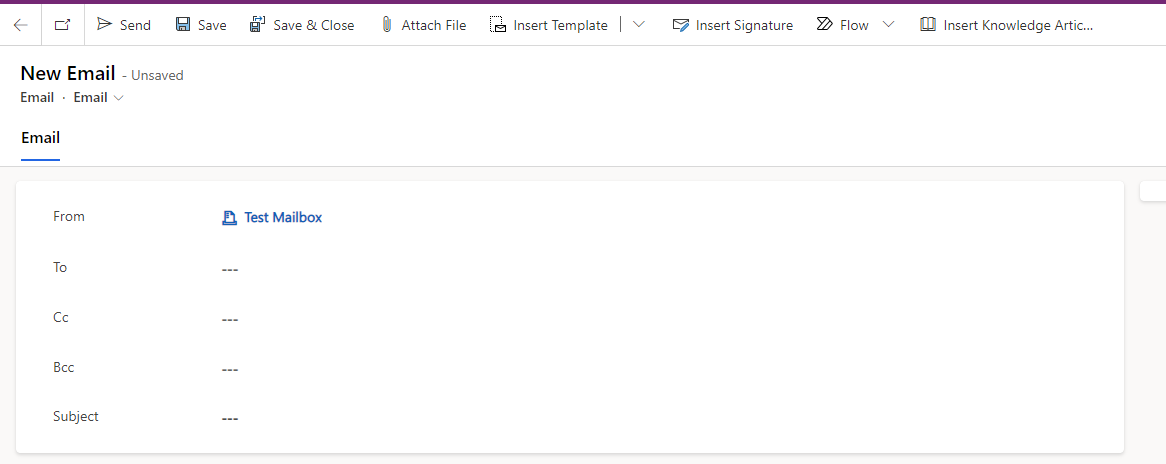 Send Save Save & Close Attach File Insert Template Insert Signature Flow Insert Knowledge Artic...
New Email - Unsaved
Email · Email
Email
From Test Mailbox
To ---
Cc ---
Bcc ---
Subject ---